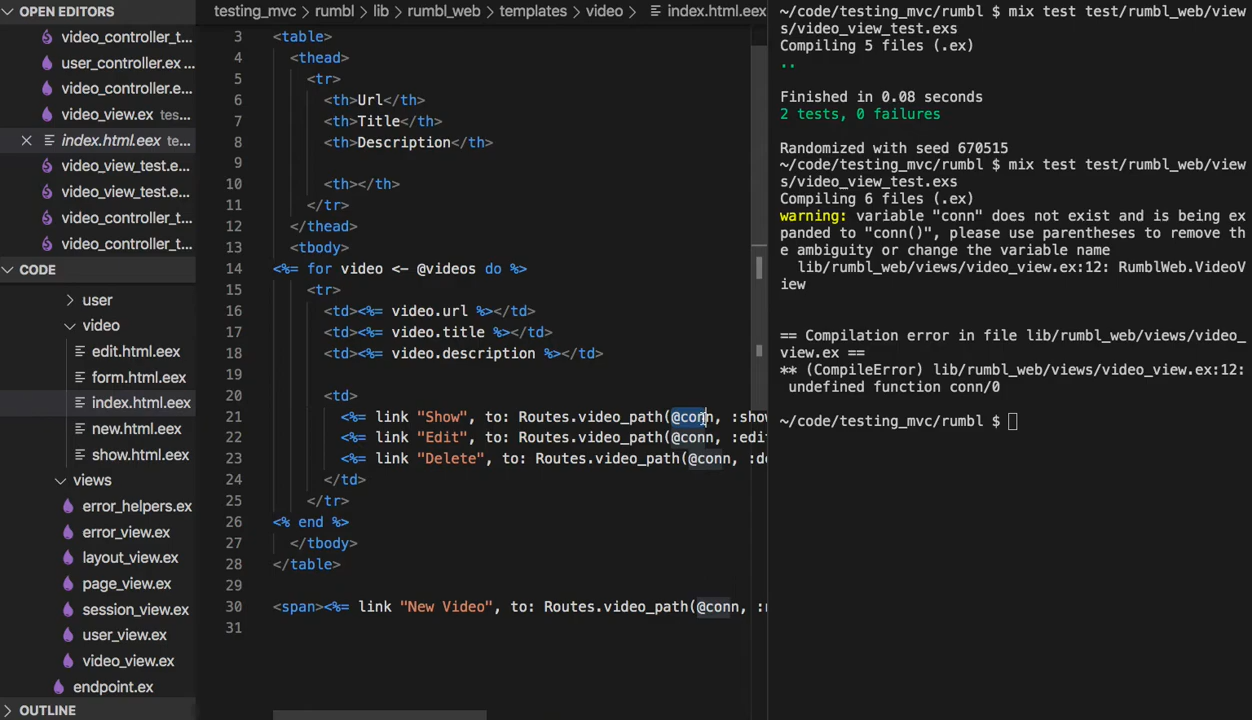 OPEN EDITORS
video_controller_t...
user_controller.ex ...
video_controller.e...
video_view.ex tes...
index.html.eex te...
video_view_test.e...
video_view_test.e...
video_controller_t...
video_controller_t...
CODE
user
video
edit.html.eex
form.html.eex
index.html.eex
new.html.eex
show.html.eex
views
error_helpers.ex
error_view.ex
layout_view.ex
page_view.ex
session_view.ex
user_view.ex
video_view.ex
endpoint.ex
OUTLINE
testing_mvc > rumbl > lib > rumbl_web > templates > video > index.html.eex
3 <table>
4 <thead>
5 <tr>
6 <th>Url</th>
7 <th>Title</th>
8 <th>Description</th>
9
10 <th></th>
11 </tr>
12 </thead>
13 <tbody>
14 <%= for video <- @videos do %>
15 <tr>
16 <td><%= video.url %></td>
17 <td><%= video.title %></td>
18 <td><%= video.description %></td>
19
20 <td>
21 <%= link "Show", to: Routes.video_path(@conn, :show
22 <%= link "Edit", to: Routes.video_path(@conn, :edit
23 <%= link "Delete", to: Routes.video_path(@conn, :de
24 </td>
25 </tr>
26 <% end %>
27 </tbody>
28 </table>
29
30 <span><%= link "New Video", to: Routes.video_path(@conn, :n
31
~/code/testing_mvc/rumbl $ mix test test/rumbl_web/view
s/video_view_test.exs
Compiling 5 files (.ex)
..
Finished in 0.08 seconds
2 tests, 0 failures
Randomized with seed 670515
~/code/testing_mvc/rumbl $ mix test test/rumbl_web/view
s/video_view_test.exs
Compiling 6 files (.ex)
warning: variable "conn" does not exist and is being ex
panded to "conn()", please use parentheses to remove th
e ambiguity or change the variable name
lib/rumbl_web/views/video_view.ex:12: RumblWeb.VideoV
iew
== Compilation error in file lib/rumbl_web/views/video_
view.ex ==
** (CompileError) lib/rumbl_web/views/video_view.ex:12:
undefined function conn/0
~/code/testing_mvc/rumbl $